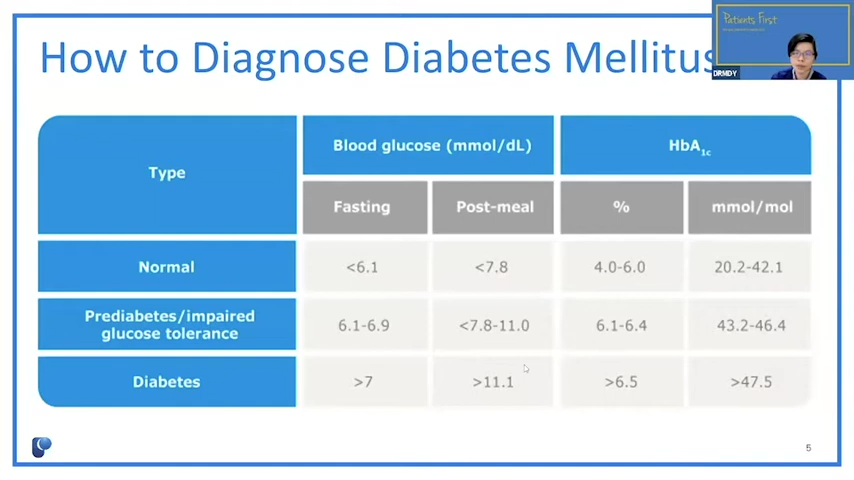 How to Diagnose Diabetes Mellitus
Patients First
DRMDY
Type
Blood glucose (mmol/dL)
HbA1c
Fasting
Post-meal
%
mmol/mol
Normal
<6.1
<7.8
4.0-6.0
20.2-42.1
Prediabetes/impaired
glucose tolerance
6.1-6.9
<7.8-11.0
6.1-6.4
43.2-46.4
Diabetes
>7
>11.1
>6.5
>47.5
5